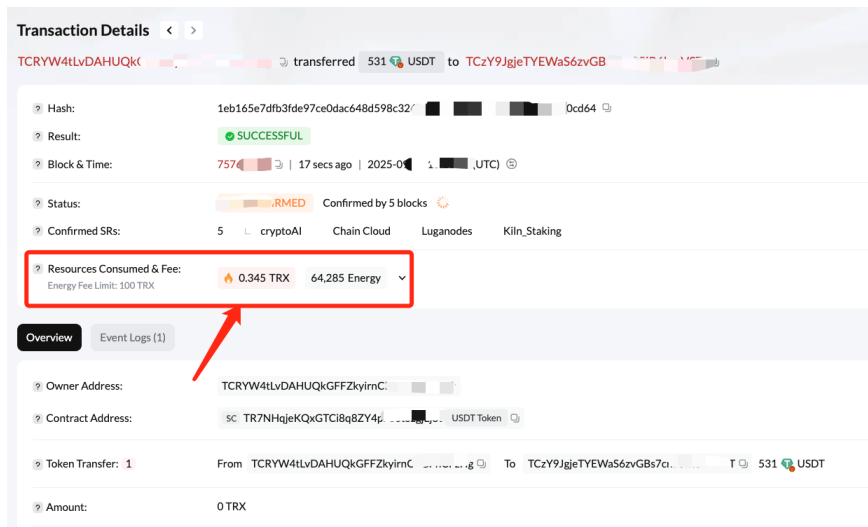 Transaction Details < >
TCRYW4tLvDAHUQk transferred 531 USDT to TCzY9JgjeTYEWaS6zvGB
? Hash: 1eb165e7dfb3fde97ce0dac648d598c32 0cd64
? Result: SUCCESSFUL
? Block & Time: 757 | 17 secs ago | 2025-0 UTC)
? Status: RMED Confirmed by 5 blocks
? Confirmed SRs: 5 cryptoAI Chain Cloud Luganodes Kiln_Staking
? Resources Consumed & Fee: 0.345 TRX 64,285 Energy
Energy Fee Limit: 100 TRX
Overview Event Logs (1)
? Owner Address: TCRYW4tLvDAHUQkGFFZkyirnC
? Contract Address: SC TR7NHqjeKQxGTCi8q8ZY4p USDT Token
? Token Transfer: 1 From TCRYW4tLvDAHUQkGFFZkyirnC g To TCzY9JgjeTYEWaS6zvGBs7c T 531 USDT
? Amount: 0 TRX